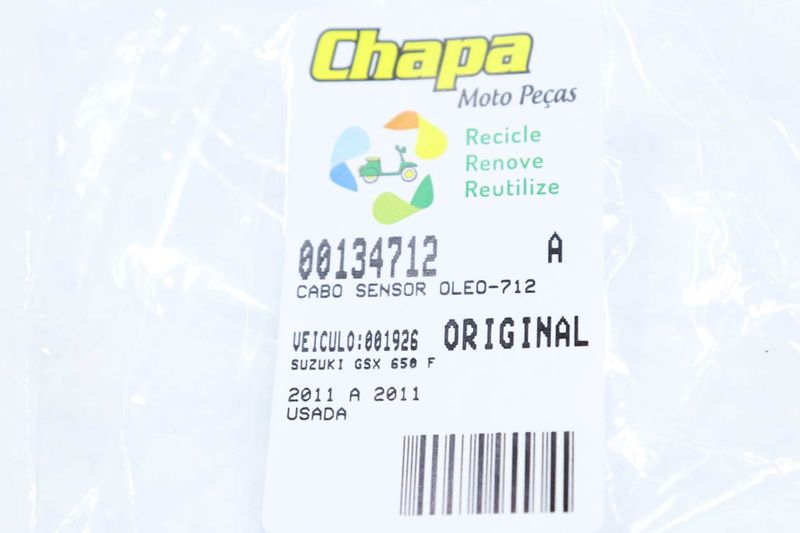 Chapa
Moto Peças
Recicle
Renove
Reutilize
00134712 A
CABO SENSOR OLEO-712
VEICULO:001926 ORIGINAL
SUZUKI GSX 650 F
2011 A 2011
USADA